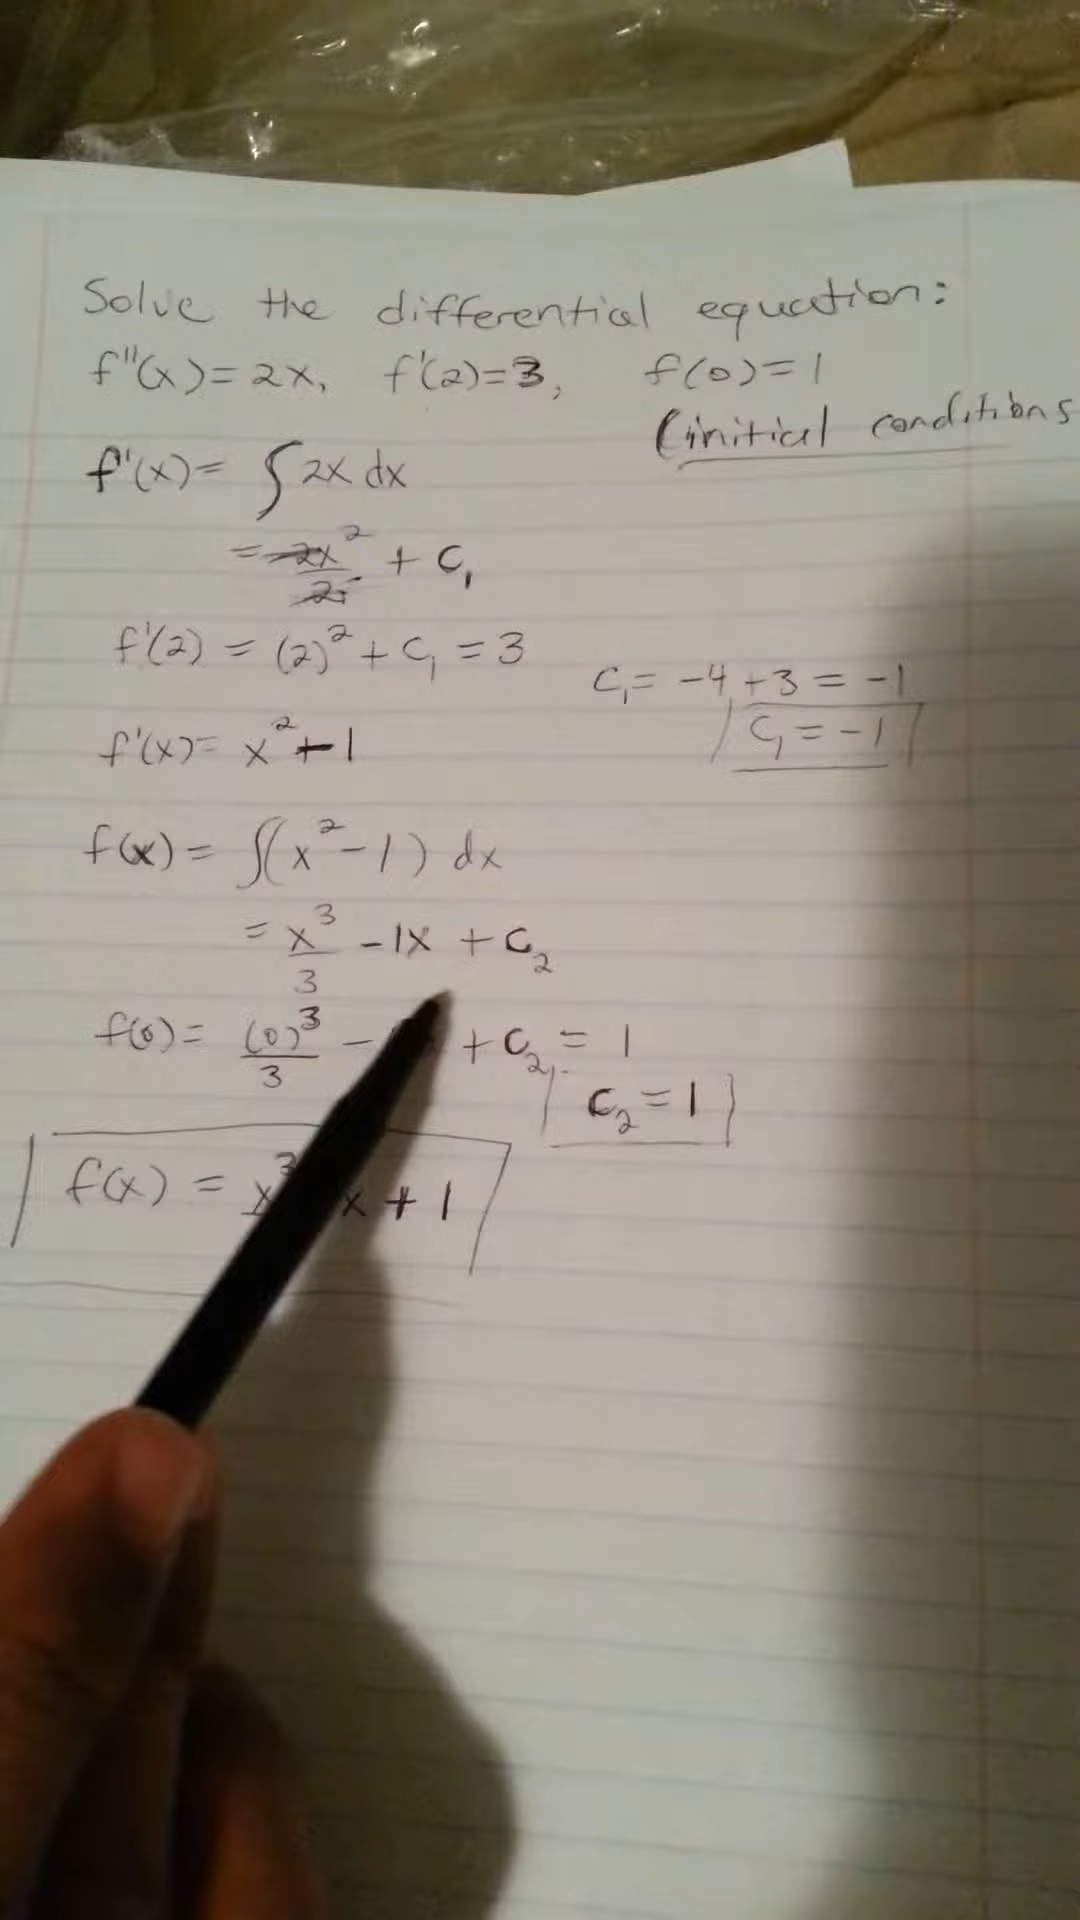 Solve the differential equation:
f''(x)=2x, f'(2)=3, f(0)=1
(initial conditions
f'(x)= ∫2x dx
= 2x²/2 + C₁
f'(2) = (2)² + C₁ = 3
C₁= -4+3 = -1
C₁ = -1
f'(x)= x²+1
f(x) = ∫(x²-1) dx
= x³/3 -1x + C₂
f(0)= (0)³/3 - + C₂ = 1
C₂ = 1
f(x) = x³ x + 1